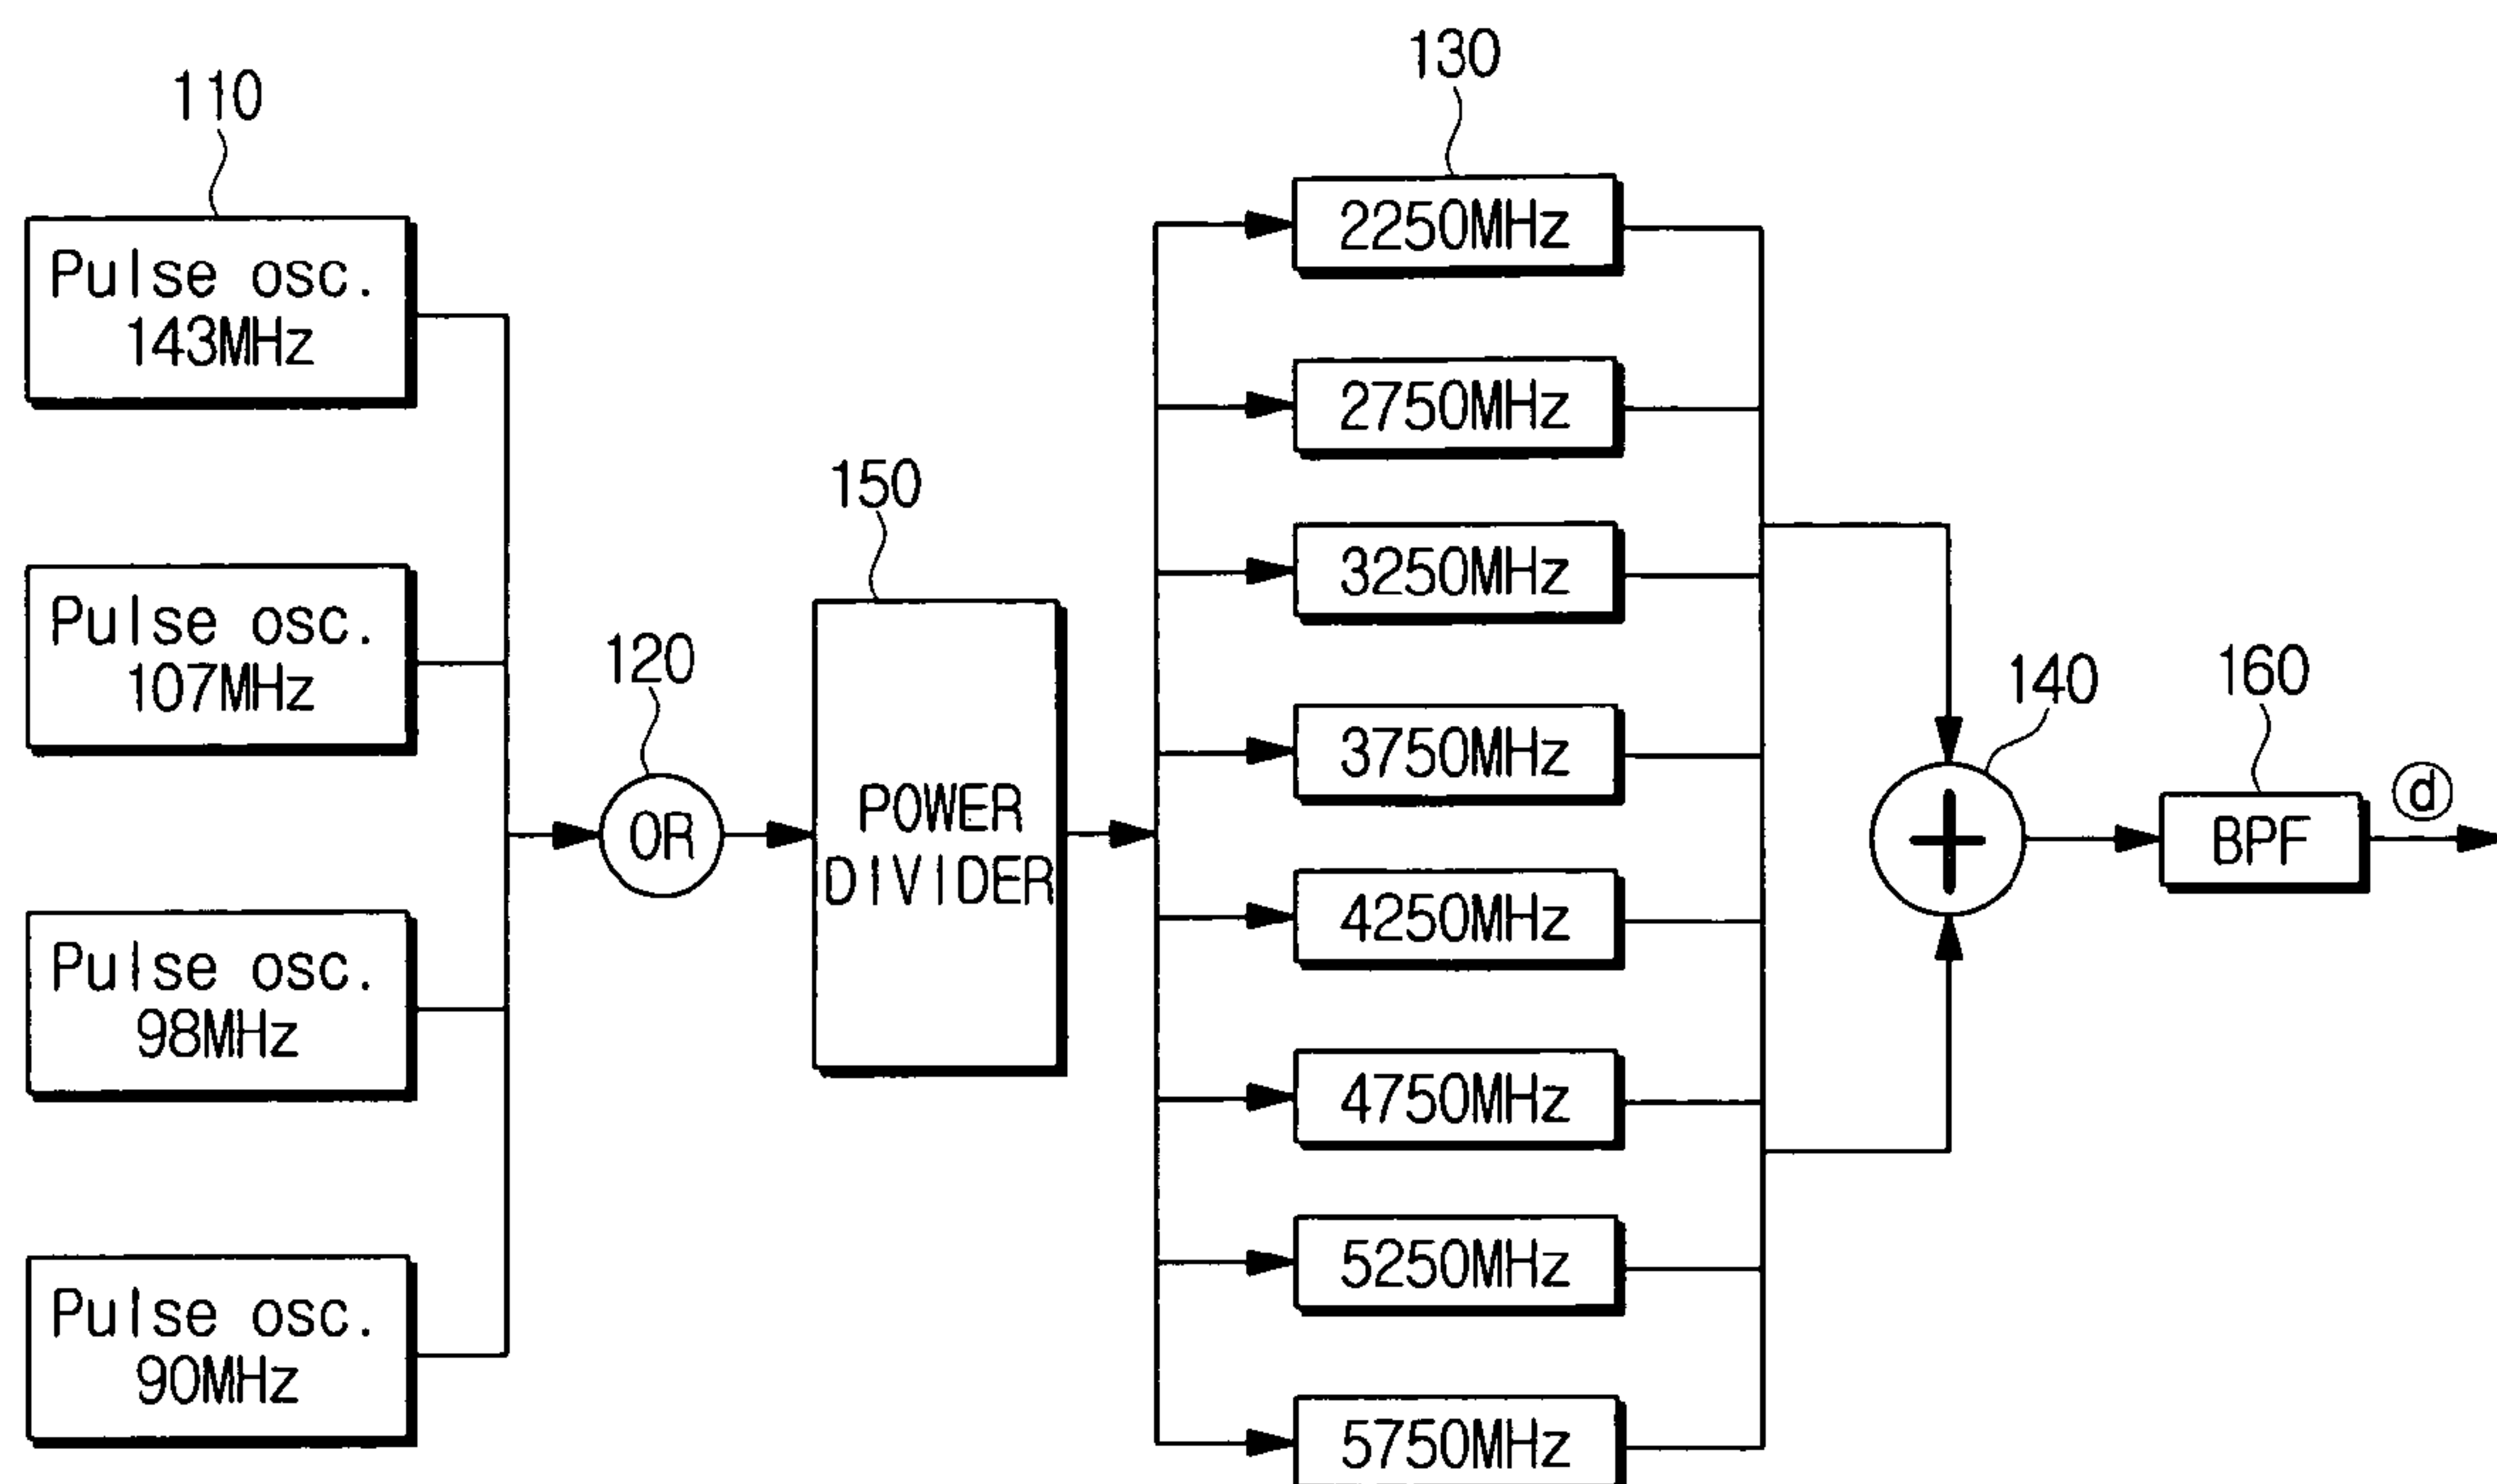 110
Pulse osc.
143MHz
Pulse osc.
107MHz
Pulse osc.
98MHz
Pulse osc.
90MHz
120
OR
150
POWER
DIVIDER
130
2250MHz
2750MHz
3250MHz
3750MHz
4250MHz
4750MHz
5250MHz
5750MHz
140
+
160
BPF
ⓓ